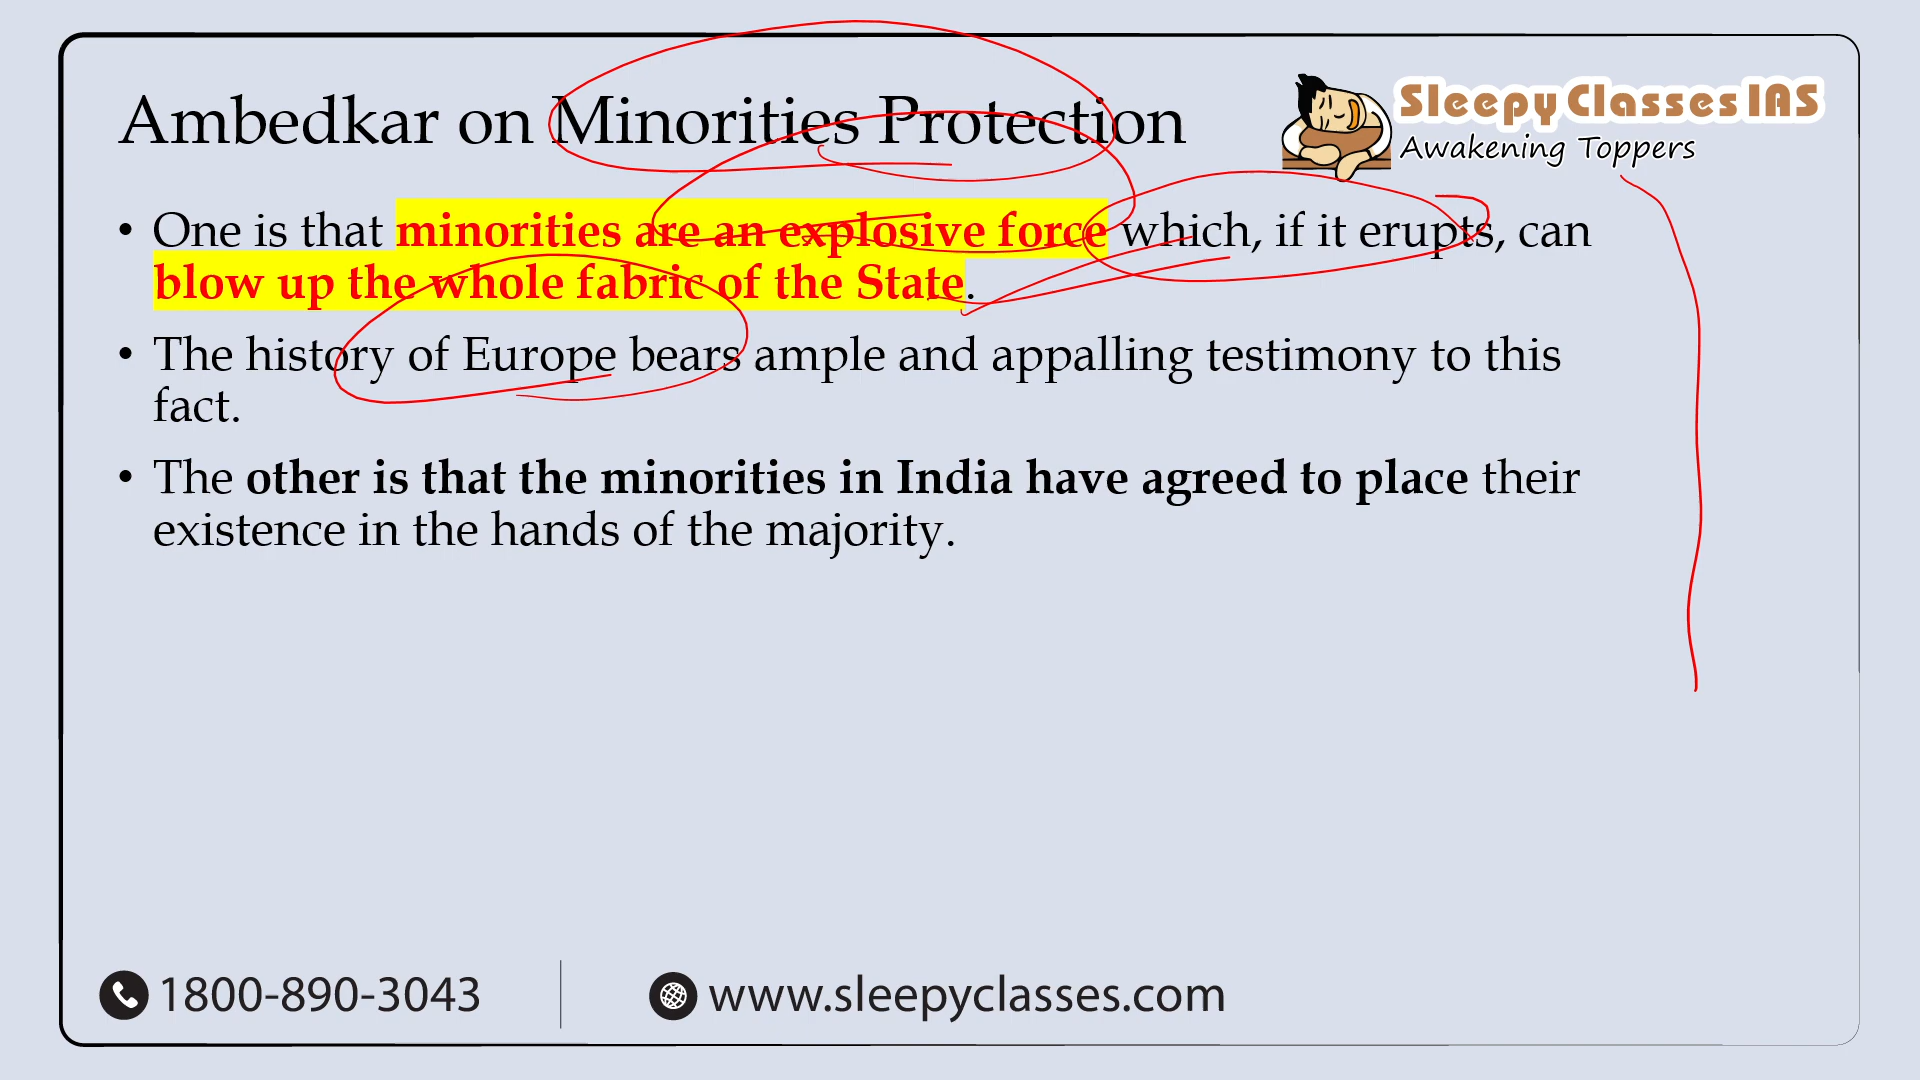 Ambedkar on Minorities Protection
Sleepy Classes IAS
Awakening Toppers
• One is that minorities are an explosive force which, if it erupts, can
blow up the whole fabric of the State.
• The history of Europe bears ample and appalling testimony to this
fact.
• The other is that the minorities in India have agreed to place their
existence in the hands of the majority.
1800-890-3043
www.sleepyclasses.com